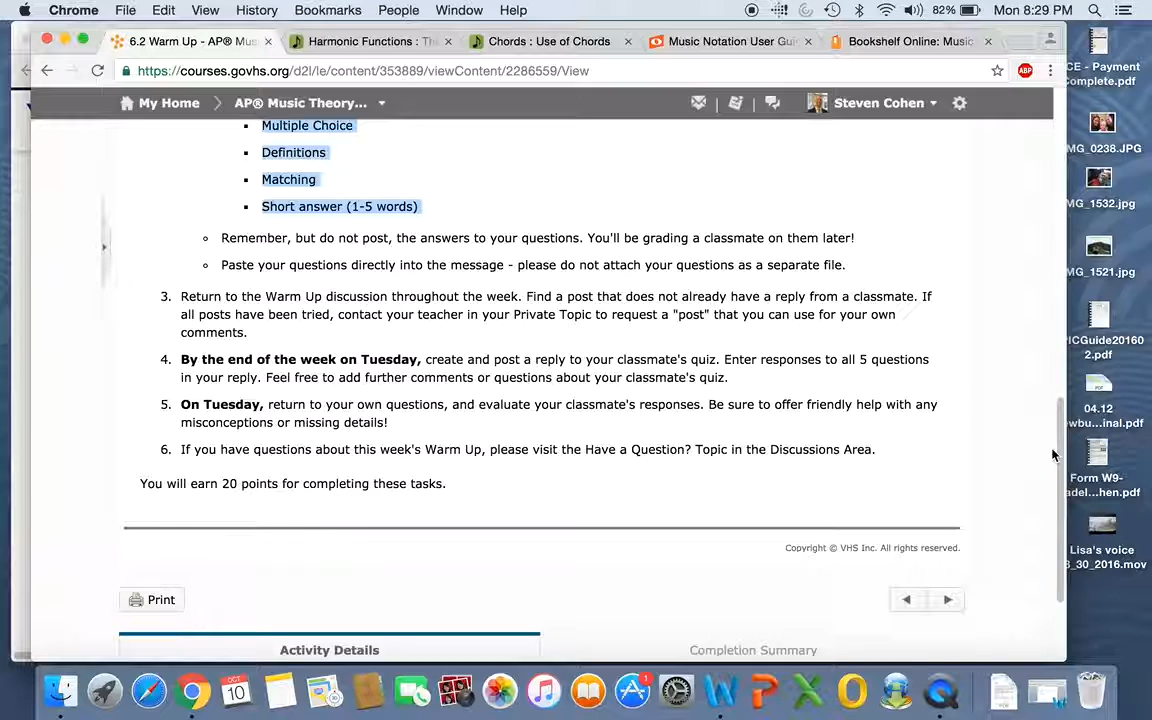 Chrome File Edit View History Bookmarks People Window Help 82% Mon 8:29 PM
6.2 Warm Up - AP® Mus × Harmonic Functions : Th × Chords : Use of Chords × Music Notation User Gui × Bookshelf Online: Music ×
https://courses.govhs.org/d2l/le/content/353889/viewContent/2286559/View ABP
My Home AP® Music Theory... Steven Cohen
▪ Multiple Choice
▪ Definitions
▪ Matching
▪ Short answer (1-5 words)
Remember, but do not post, the answers to your questions. You'll be grading a classmate on them later!
Paste your questions directly into the message - please do not attach your questions as a separate file.
3. Return to the Warm Up discussion throughout the week. Find a post that does not already have a reply from a classmate. If
all posts have been tried, contact your teacher in your Private Topic to request a "post" that you can use for your own
comments.
4. By the end of the week on Tuesday, create and post a reply to your classmate's quiz. Enter responses to all 5 questions
in your reply. Feel free to add further comments or questions about your classmate's quiz.
5. On Tuesday, return to your own questions, and evaluate your classmate's responses. Be sure to offer friendly help with any
misconceptions or missing details!
6. If you have questions about this week's Warm Up, please visit the Have a Question? Topic in the Discussions Area.
You will earn 20 points for completing these tasks.
Copyright © VHS Inc. All rights reserved.
Print
Activity Details Completion Summary
CE - Payment
Complete.pdf
MG_0238.JPG
MG_1532.jpg
MG_1521.jpg
PICGuide20160
2.pdf
04.12
wbu...inal.pdf
Form W9-
adel...hen.pdf
Lisa's voice
3_30_2016.mov
OCT
10
1